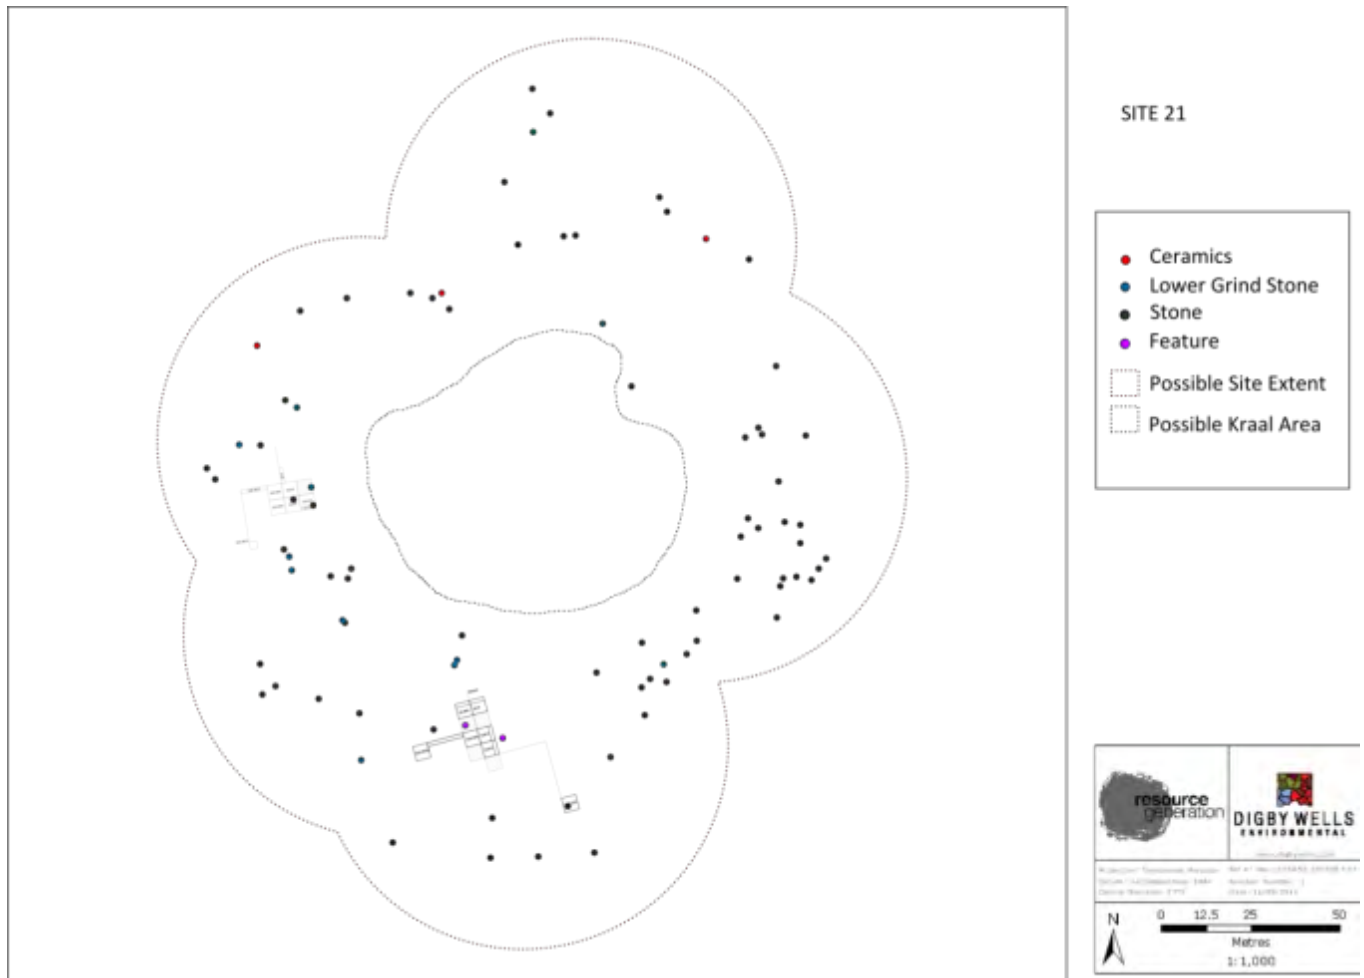 SITE 21
Ceramics
Lower Grind Stone
Stone
Feature
Possible Site Extent
Possible Kraal Area
resource
generation
DIGBY WELLS
ENVIRONMENTAL
N
0 12.5 25 50
Metres
1:1,000